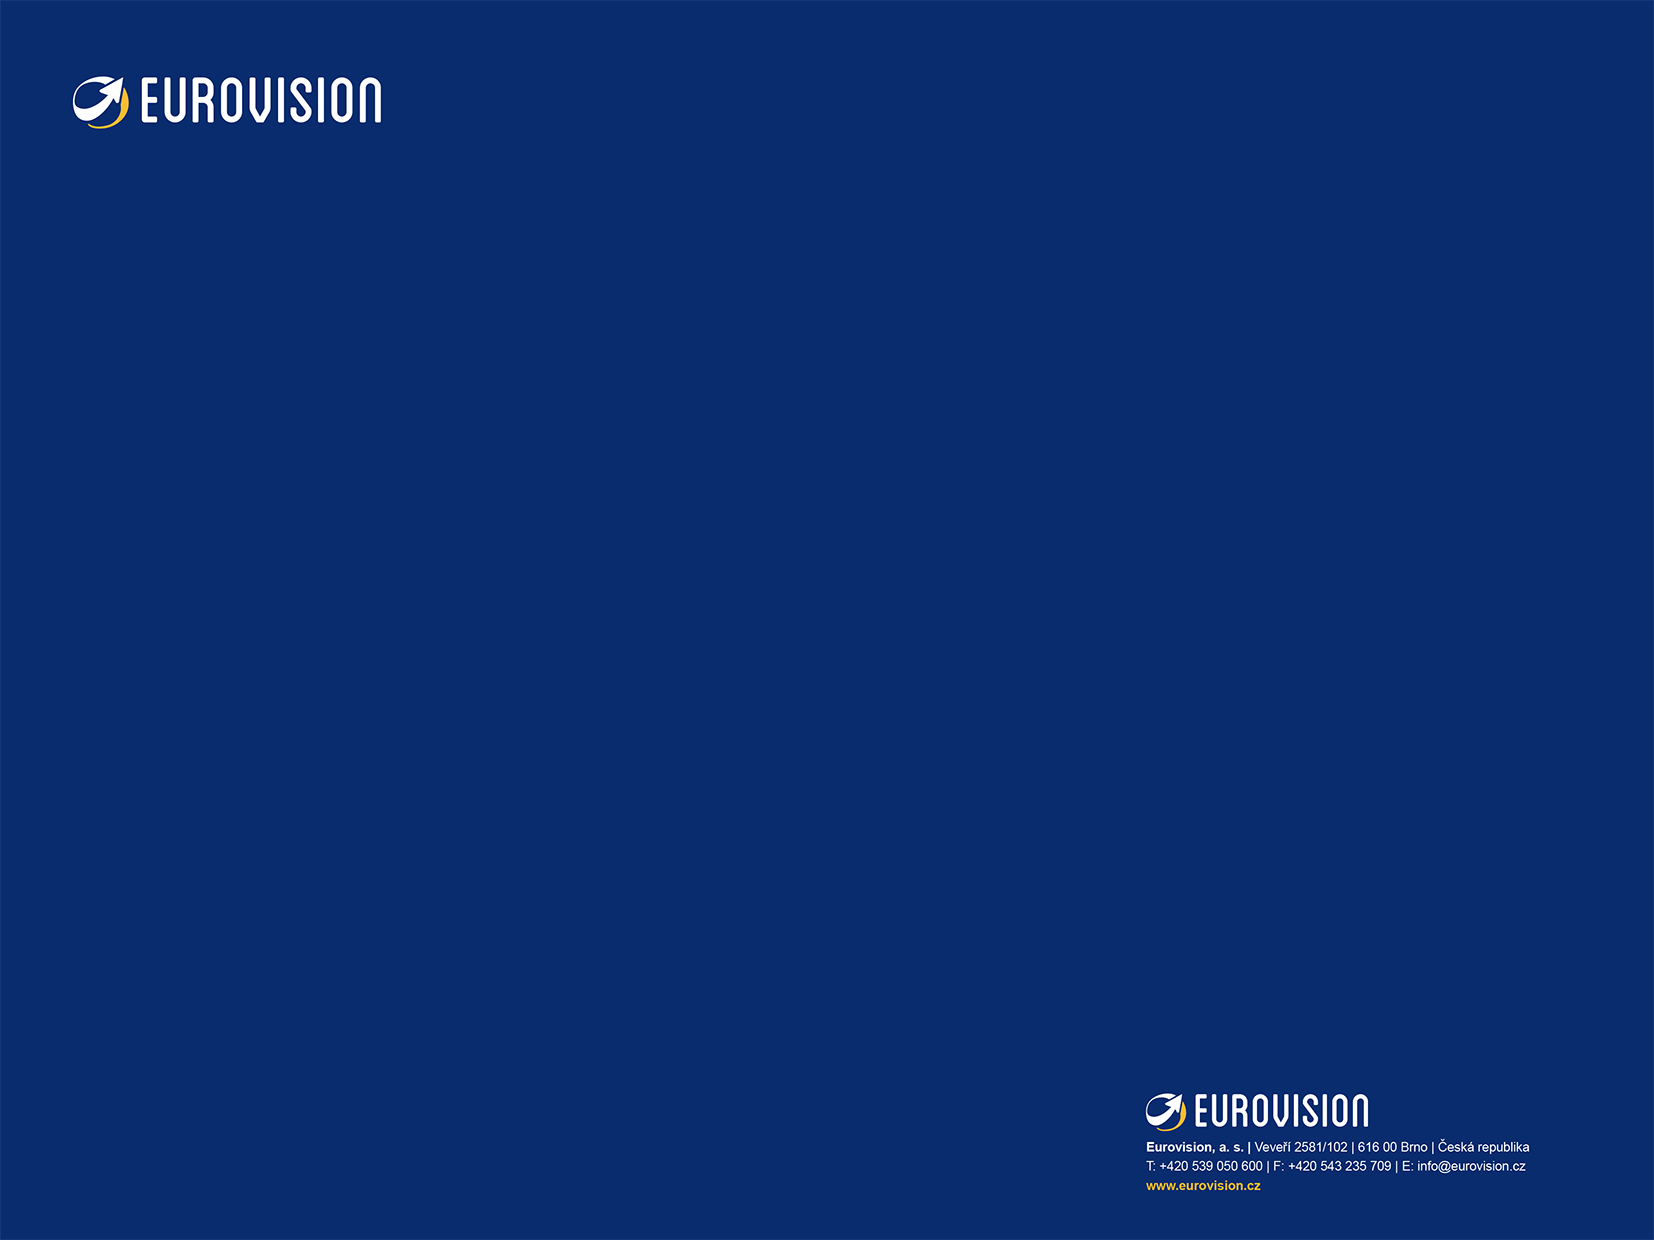 EUROVISION
EUROVISION
Eurovision, a. s. | Veveří 2581/102 | 616 00 Brno | Česká republika
T: +420 539 050 600 | F: +420 543 235 709 | E: info@eurovision.cz
www.eurovision.cz